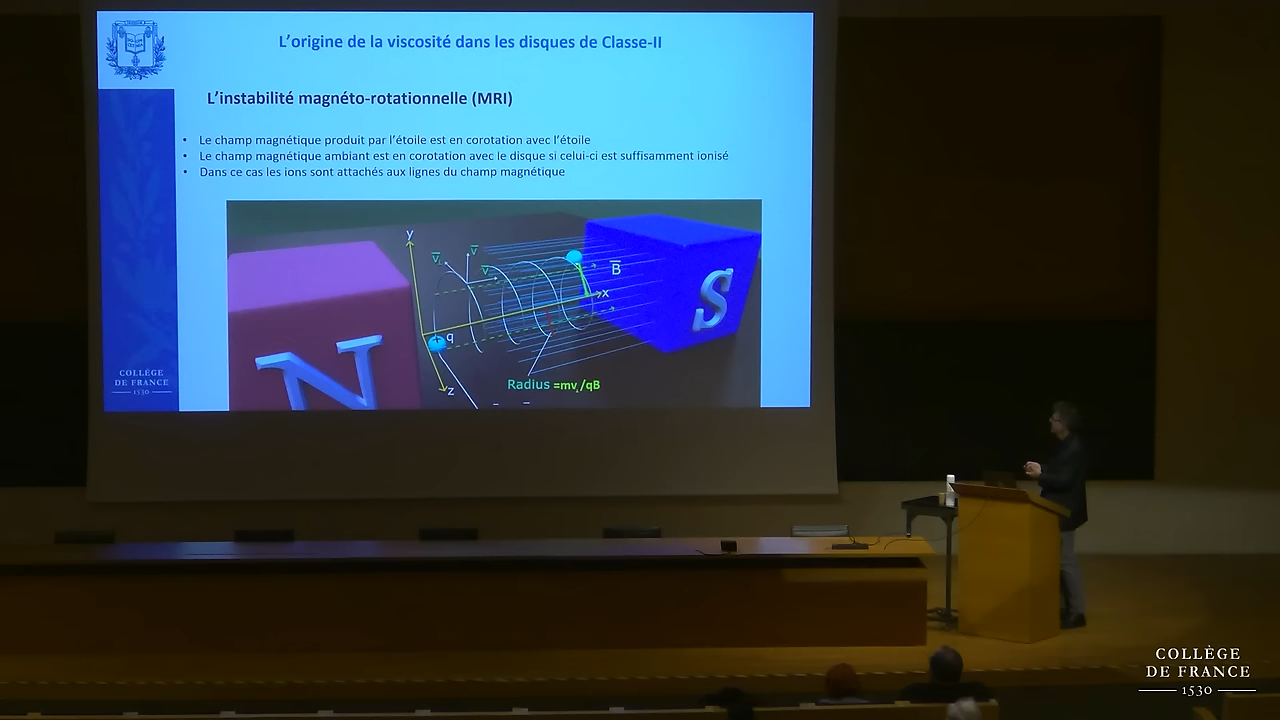 L'origine de la viscosité dans les disques de Classe-II
L'instabilité magnéto-rotationnelle (MRI)
• Le champ magnétique produit par l'étoile est en corotation avec l'étoile
• Le champ magnétique ambiant est en corotation avec le disque si celui-ci est suffisamment ionisé
• Dans ce cas les ions sont attachés aux lignes du champ magnétique
y
v
v
v
B
x
q
z
N
S
Radius =mv/qB
COLLÈGE
DE FRANCE
1530
COLLÈGE
DE FRANCE
1530